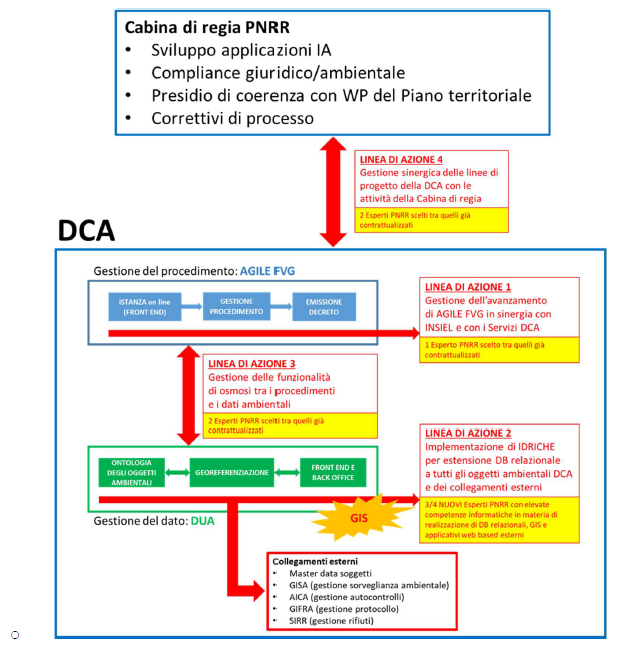 Cabina di regia PNRR
• Sviluppo applicazioni IA
• Compliance giuridico/ambientale
• Presidio di coerenza con WP del Piano territoriale
• Correttivi di processo
LINEA DI AZIONE 4
Gestione sinergica delle linee di
progetto della DCA con le
attività della Cabina di regia
2 Esperti PNRR scelti tra quelli già
contrattualizzati
DCA
Gestione del procedimento: AGILE FVG
ISTANZA on line
(FRONT END)
GESTIONE
PROCEDIMENTO
EMISSIONE
DECRETO
LINEA DI AZIONE 1
Gestione dell'avanzamento
di AGILE FVG in sinergia con
INSIEL e con i Servizi DCA
1 Esperto PNRR scelto tra quelli già
contrattualizzati
LINEA DI AZIONE 3
Gestione delle funzionalità
di osmosi tra i procedimenti
e i dati ambientali
2 Esperti PNRR scelti tra quelli già
contrattualizzati
ONTOLOGIA
DEGLI OGGETTI
AMBIENTALI
GEOREFERENZIAZIONE
FRONT END E
BACK OFFICE
Gestione del dato: DUA
GIS
LINEA DI AZIONE 2
Implementazione di IDRICHE
per estensione DB relazionale
a tutti gli oggetti ambientali DCA
e dei collegamenti esterni
3/4 NUOVI Esperti PNRR con elevate
competenze informatiche in materia di
realizzazione di DB relazionali, GIS e
applicativi web based esterni
Collegamenti esterni
• Master data soggetti
• GISA (gestione sorveglianza ambientale)
• AICA (gestione autocontrolli)
• GIFRA (gestione protocollo)
• SIRR (gestione rifiuti)